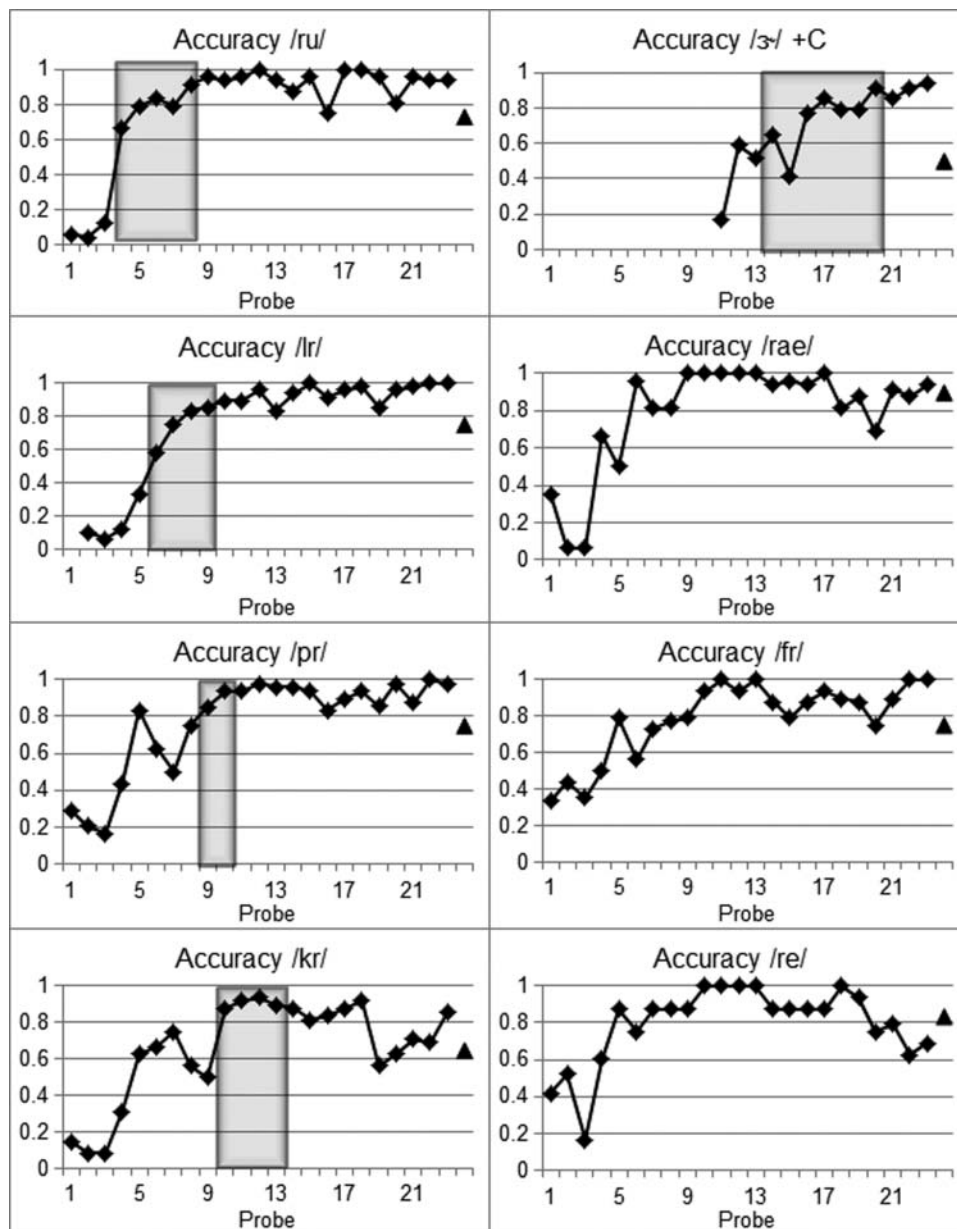 Accuracy /ru/
1
0.8
0.6
0.4
0.2
0
1 5 9 13 17 21
Probe
Accuracy /ɝ/ +C
1
0.8
0.6
0.4
0.2
0
1 5 9 13 17 21
Probe
Accuracy /lr/
1
0.8
0.6
0.4
0.2
0
1 5 9 13 17 21
Probe
Accuracy /rae/
1
0.8
0.6
0.4
0.2
0
1 5 9 13 17 21
Probe
Accuracy /pr/
1
0.8
0.6
0.4
0.2
0
1 5 9 13 17 21
Probe
Accuracy /fr/
1
0.8
0.6
0.4
0.2
0
1 5 9 13 17 21
Probe
Accuracy /kr/
1
0.8
0.6
0.4
0.2
0
1 5 9 13 17 21
Probe
Accuracy /re/
1
0.8
0.6
0.4
0.2
0
1 5 9 13 17 21
Probe